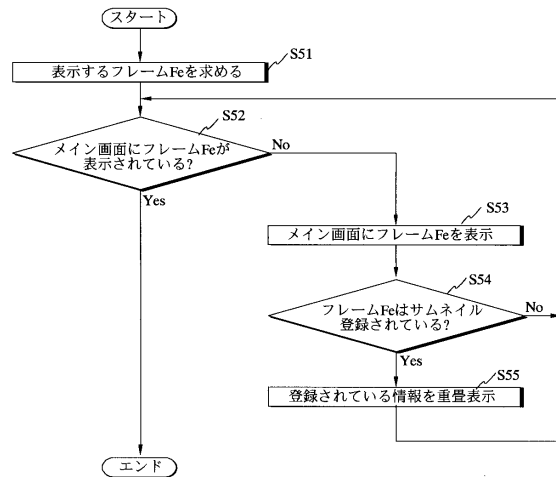 スタート
S51
表示するフレームFeを求める
S52
メイン画面にフレームFeが
表示されている?
No
Yes
S53
メイン画面にフレームFeを表示
S54
フレームFeはサムネイル
登録されている?
No
Yes
S55
登録されている情報を重畳表示
エンド